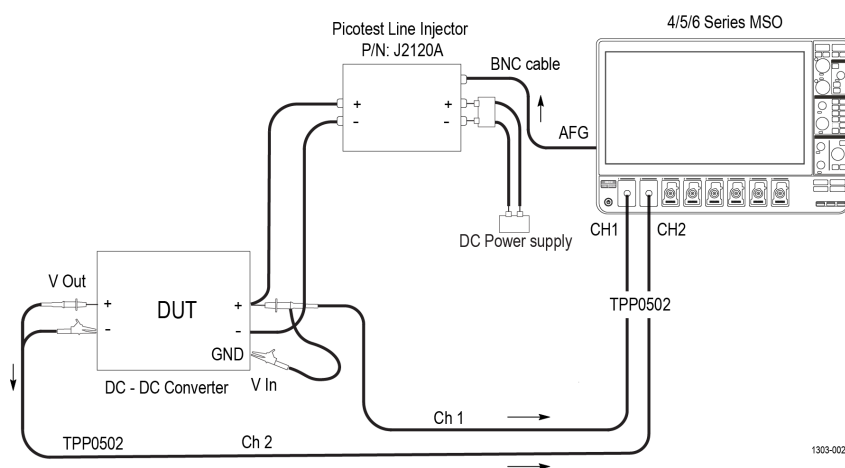 4/5/6 Series MSO
Picotest Line Injector
P/N: J2120A
BNC cable
+
-
+
-
AFG
DC Power supply
CH1
CH2
V Out
+
-
DUT
+
-
GND
TPP0502
DC - DC Converter
V In
Ch 1
TPP0502
Ch 2
1303-002